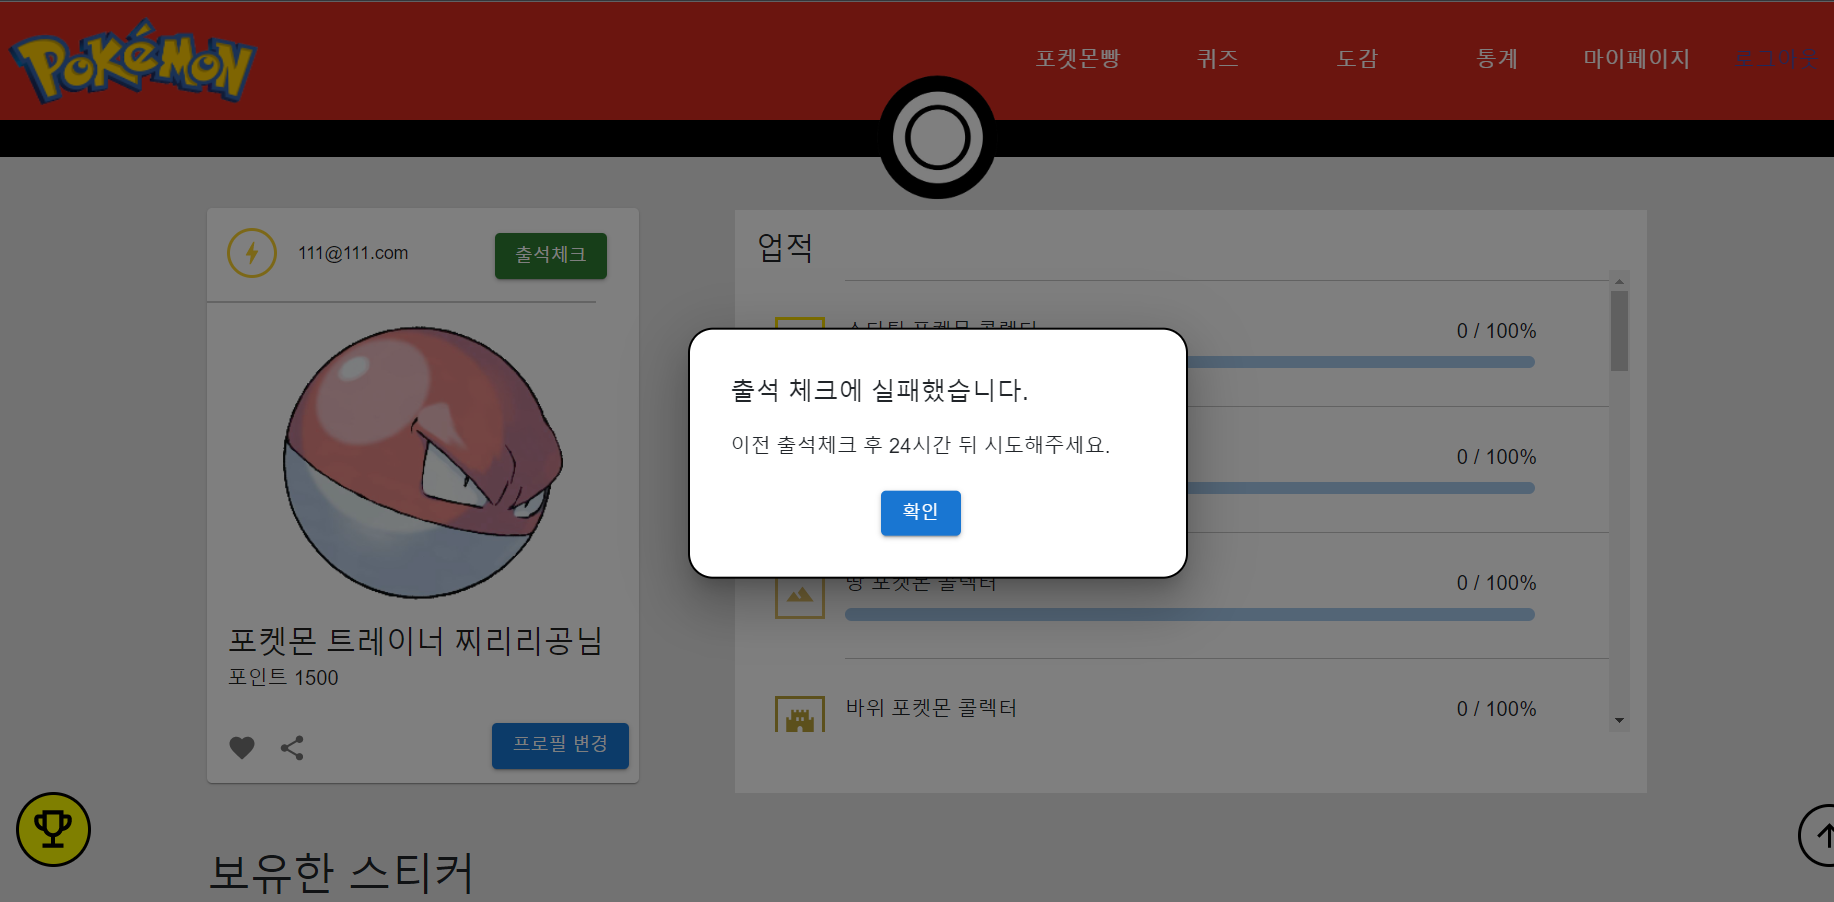 POKéMON
포켓몬빵 퀴즈 도감 통계 마이페이지
111@111.com 출석체크
포켓몬 트레이너 찌리리공님
포인트 1500
프로필 변경
업적
0 / 100%
0 / 100%
땅 포켓몬 콜렉터 0 / 100%
바위 포켓몬 콜렉터 0 / 100%
출석 체크에 실패했습니다.
이전 출석체크 후 24시간 뒤 시도해주세요.
확인
보유한 스티커